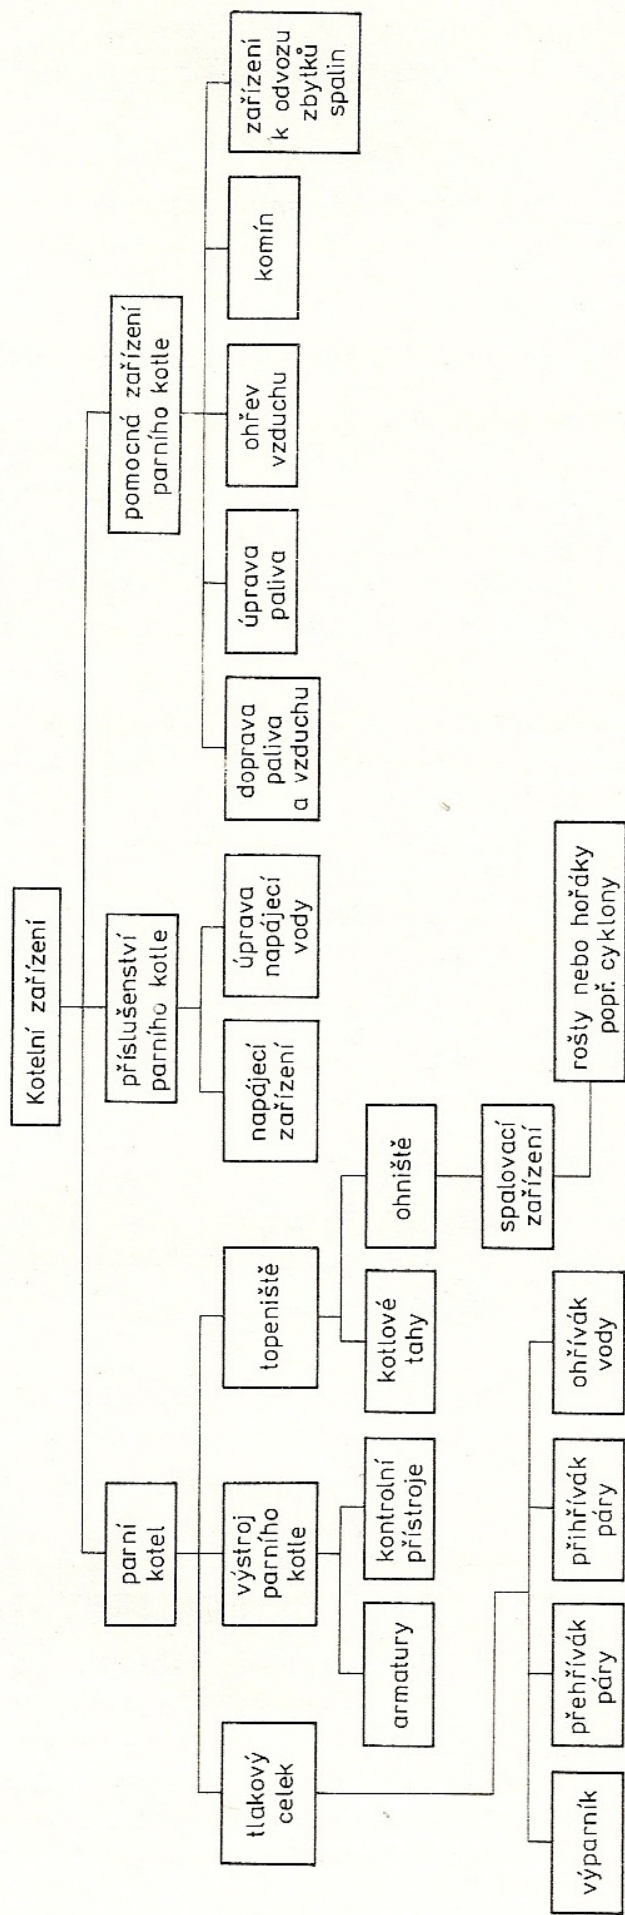 Kotelní zařízení
parní
kotel
příslušenství
parního kotle
pomocná zařízení
parního kotle
tlakový
celek
výstroj
parního
kotle
topeniště
napájecí
zařízení
úprava
napájecí
vody
doprava
paliva
a vzduchu
úprava
paliva
ohřev
vzduchu
komín
zařízení
k odvozu
zbytků
spalin
armatury
kontrolní
přístroje
kotlové
tahy
ohniště
spalovací
zařízení
výparník
přehřívák
páry
přihřívák
páry
ohřívák
vody
rošty nebo hořáky
popř. cyklony